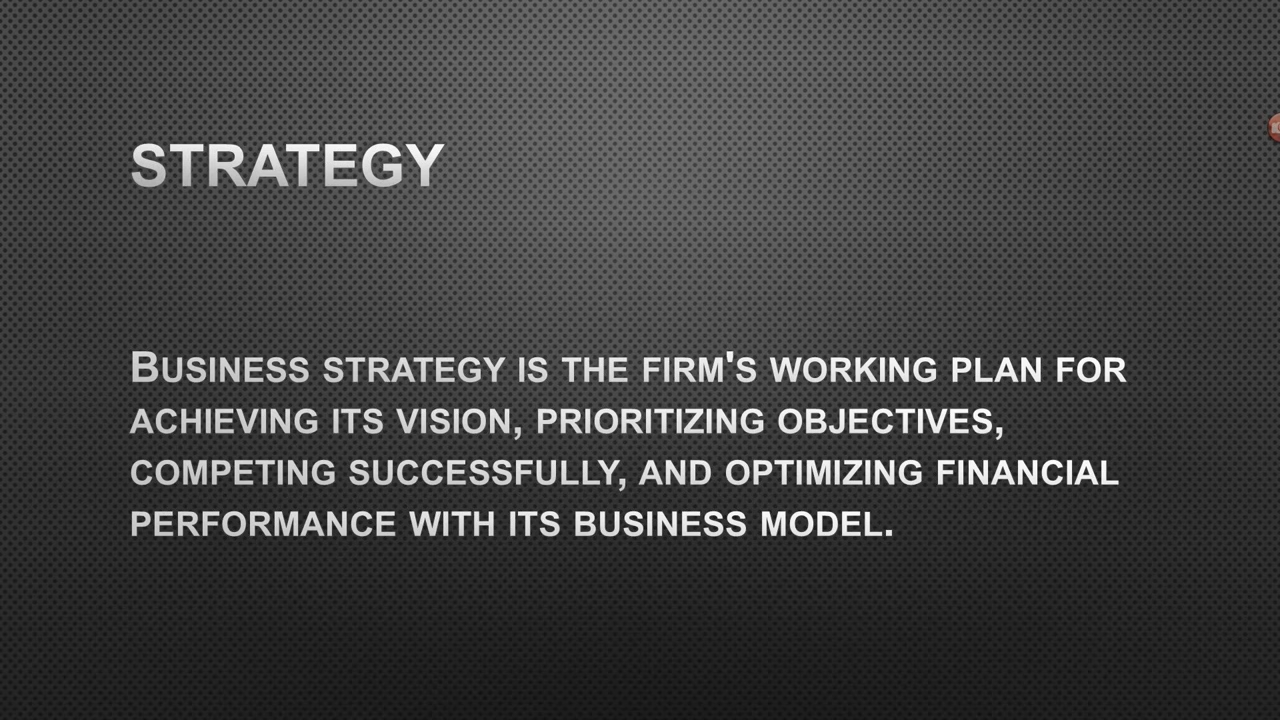 STRATEGY
BUSINESS STRATEGY IS THE FIRM'S WORKING PLAN FOR
ACHIEVING ITS VISION, PRIORITIZING OBJECTIVES,
COMPETING SUCCESSFULLY, AND OPTIMIZING FINANCIAL
PERFORMANCE WITH ITS BUSINESS MODEL.